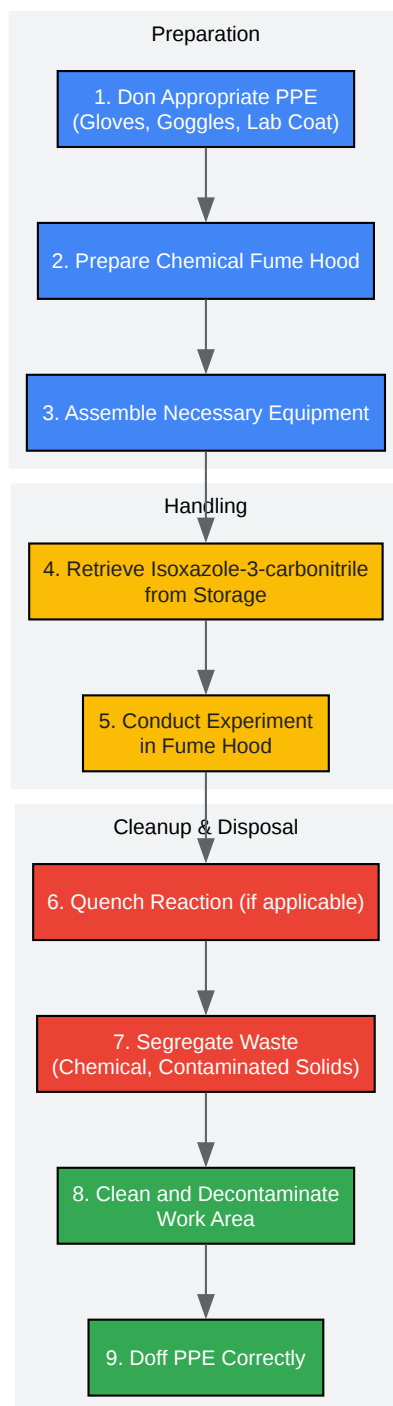 Preparation
1. Don Appropriate PPE
(Gloves, Goggles, Lab Coat)
2. Prepare Chemical Fume Hood
3. Assemble Necessary Equipment
Handling
4. Retrieve Isoxazole-3-carbonitrile
from Storage
5. Conduct Experiment
in Fume Hood
Cleanup & Disposal
6. Quench Reaction (if applicable)
7. Segregate Waste
(Chemical, Contaminated Solids)
8. Clean and Decontaminate
Work Area
9. Doff PPE Correctly